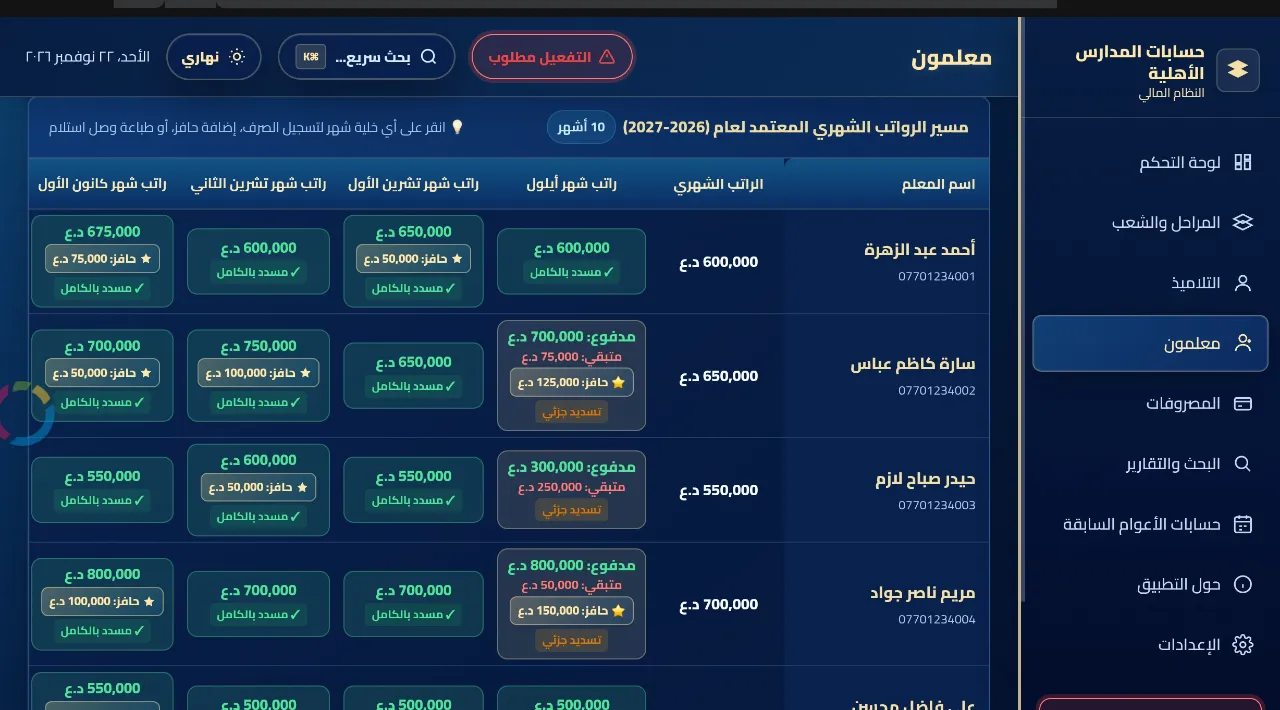 حسابات المدارس
الأهلية
النظام المالي
لوحة التحكم
المراحل والشعب
التلاميذ
معلمون
المصروفات
البحث والتقارير
حسابات الأعوام السابقة
حول التطبيق
الإعدادات
معلمون
التفعيل مطلوب
بحث سريع... ⌘K
نهاري
الأحد، ٢٢ نوفمبر ٢٠٢٦
مسير الرواتب الشهري المعتمد لعام (2026-2027) 10 أشهر
💡 انقر على أي خلية شهر لتسجيل الصرف، إضافة حافز، أو طباعة وصل استلام
اسم المعلم الراتب الشهري راتب شهر أيلول راتب شهر تشرين الأول راتب شهر تشرين الثاني راتب شهر كانون الأول
أحمد عبد الزهرة
07701234001
600,000 د.ع
600,000 د.ع
✓ مسدد بالكامل
650,000 د.ع
★ حافز: 50,000 د.ع
✓ مسدد بالكامل
600,000 د.ع
✓ مسدد بالكامل
675,000 د.ع
★ حافز: 75,000 د.ع
✓ مسدد بالكامل
سارة كاظم عباس
07701234002
650,000 د.ع
مدفوع: 700,000 د.ع
متبقي: 75,000 د.ع
⭐ حافز: 125,000 د.ع
تسديد جزئي
650,000 د.ع
✓ مسدد بالكامل
750,000 د.ع
★ حافز: 100,000 د.ع
✓ مسدد بالكامل
700,000 د.ع
★ حافز: 50,000 د.ع
✓ مسدد بالكامل
حيدر صباح لازم
07701234003
550,000 د.ع
مدفوع: 300,000 د.ع
متبقي: 250,000 د.ع
تسديد جزئي
550,000 د.ع
✓ مسدد بالكامل
600,000 د.ع
★ حافز: 50,000 د.ع
✓ مسدد بالكامل
550,000 د.ع
✓ مسدد بالكامل
مريم ناصر جواد
07701234004
700,000 د.ع
مدفوع: 800,000 د.ع
متبقي: 50,000 د.ع
⭐ حافز: 150,000 د.ع
تسديد جزئي
700,000 د.ع
✓ مسدد بالكامل
700,000 د.ع
✓ مسدد بالكامل
800,000 د.ع
★ حافز: 100,000 د.ع
✓ مسدد بالكامل
علي فاضل محسن
500,000 د.ع
500,000 د.ع
500,000 د.ع
550,000 د.ع